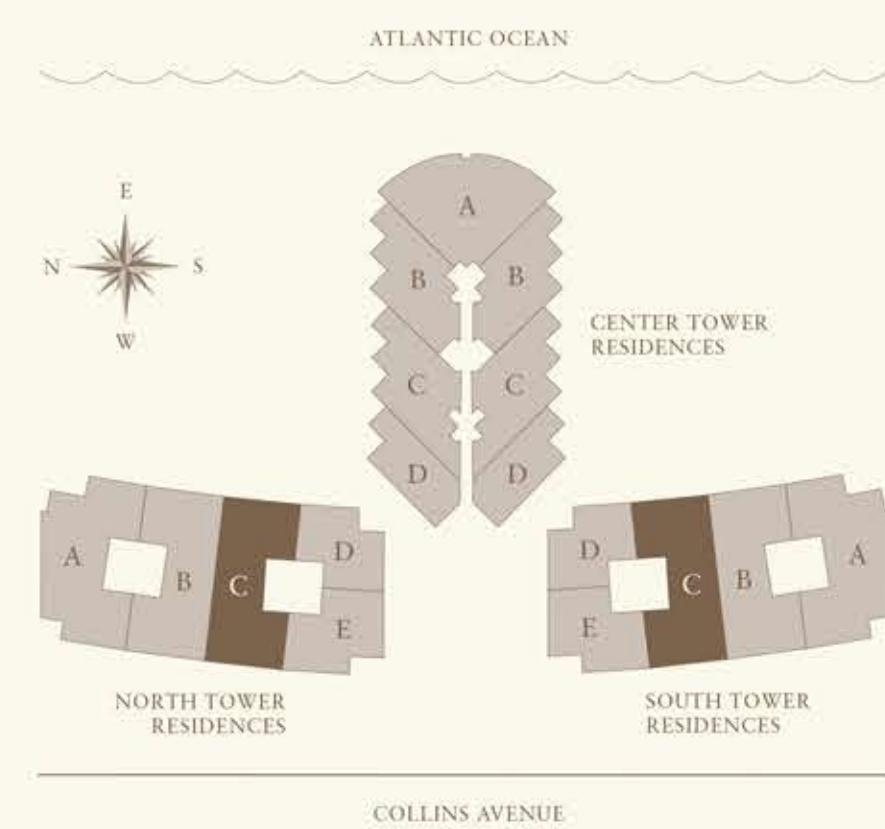 ATLANTIC OCEAN
E
N
S
W
A
B
B
CENTER TOWER
RESIDENCES
C
C
D
D
A
B
C
D
E
D
E
C
B
A
NORTH TOWER
RESIDENCES
SOUTH TOWER
RESIDENCES
COLLINS AVENUE